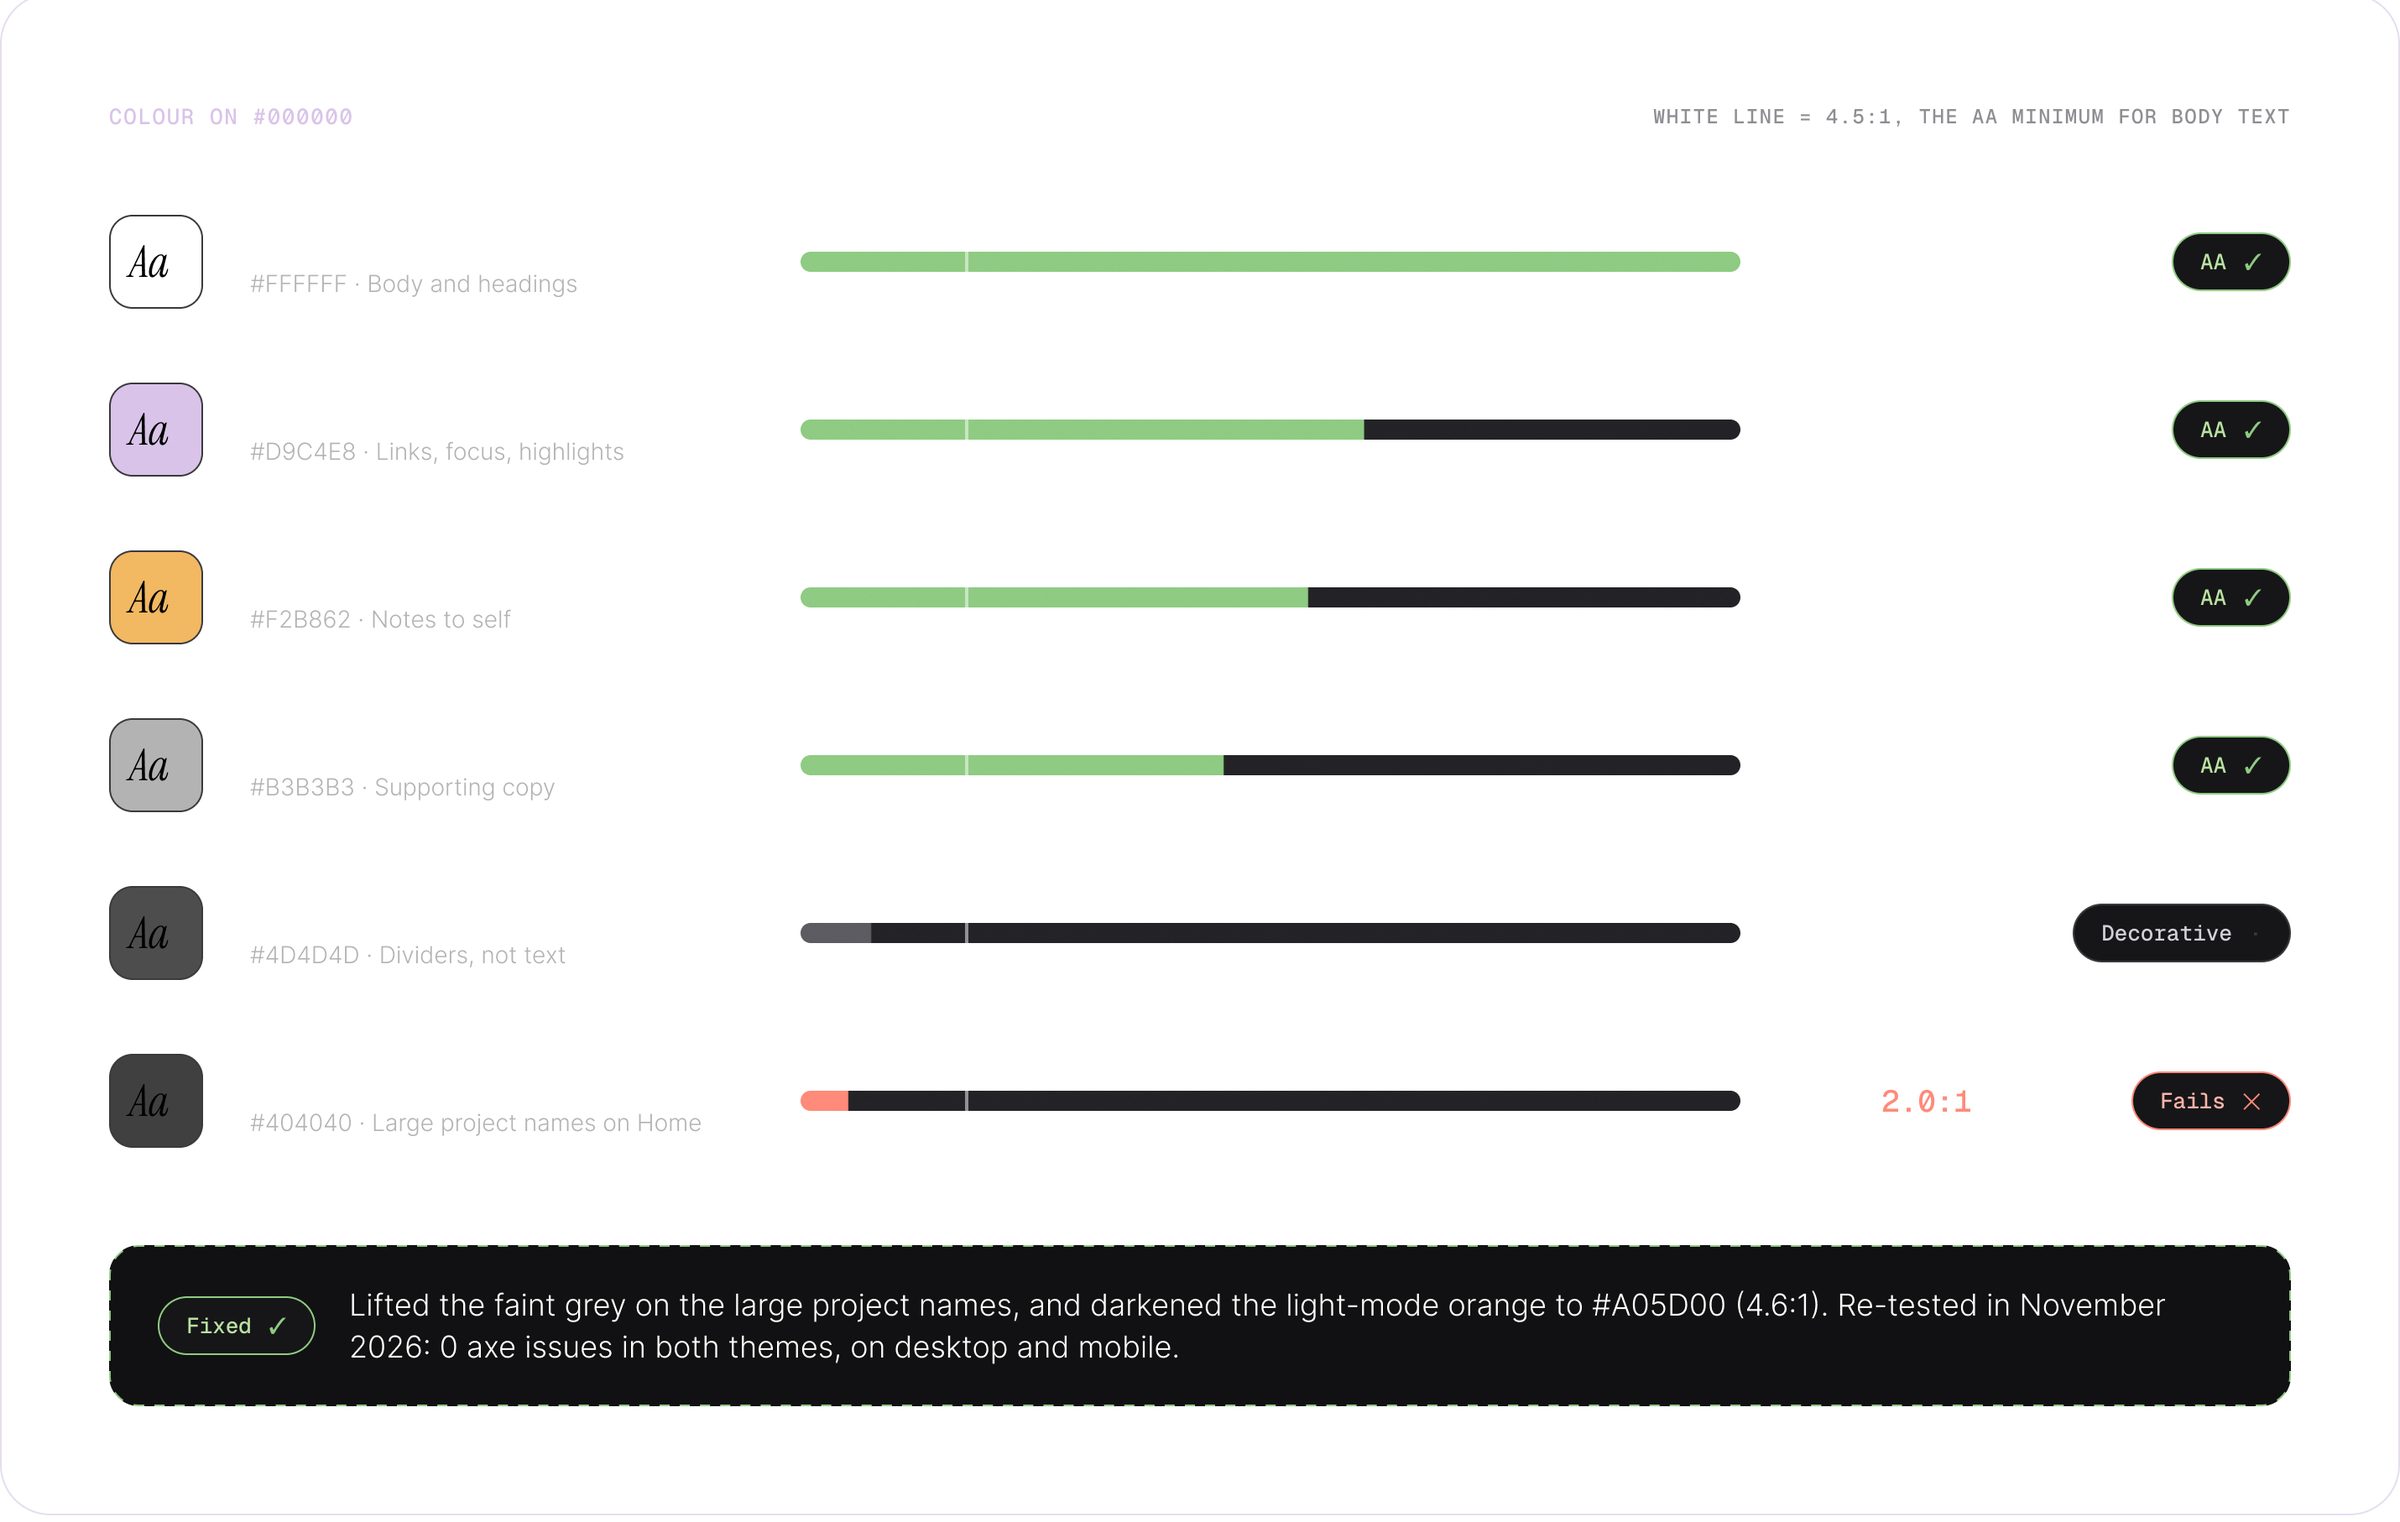 COLOUR ON #000000
WHITE LINE = 4.5:1, THE AA MINIMUM FOR BODY TEXT
Aa
#FFFFFF · Body and headings
AA ✓
Aa
#D9C4E8 · Links, focus, highlights
AA ✓
Aa
#F2B862 · Notes to self
AA ✓
Aa
#B3B3B3 · Supporting copy
AA ✓
Aa
#4D4D4D · Dividers, not text
Decorative ·
Aa
#404040 · Large project names on Home
2.0:1
Fails ✕
Fixed ✓
Lifted the faint grey on the large project names, and darkened the light-mode orange to #A05D00 (4.6:1). Re-tested in November
2026: 0 axe issues in both themes, on desktop and mobile.